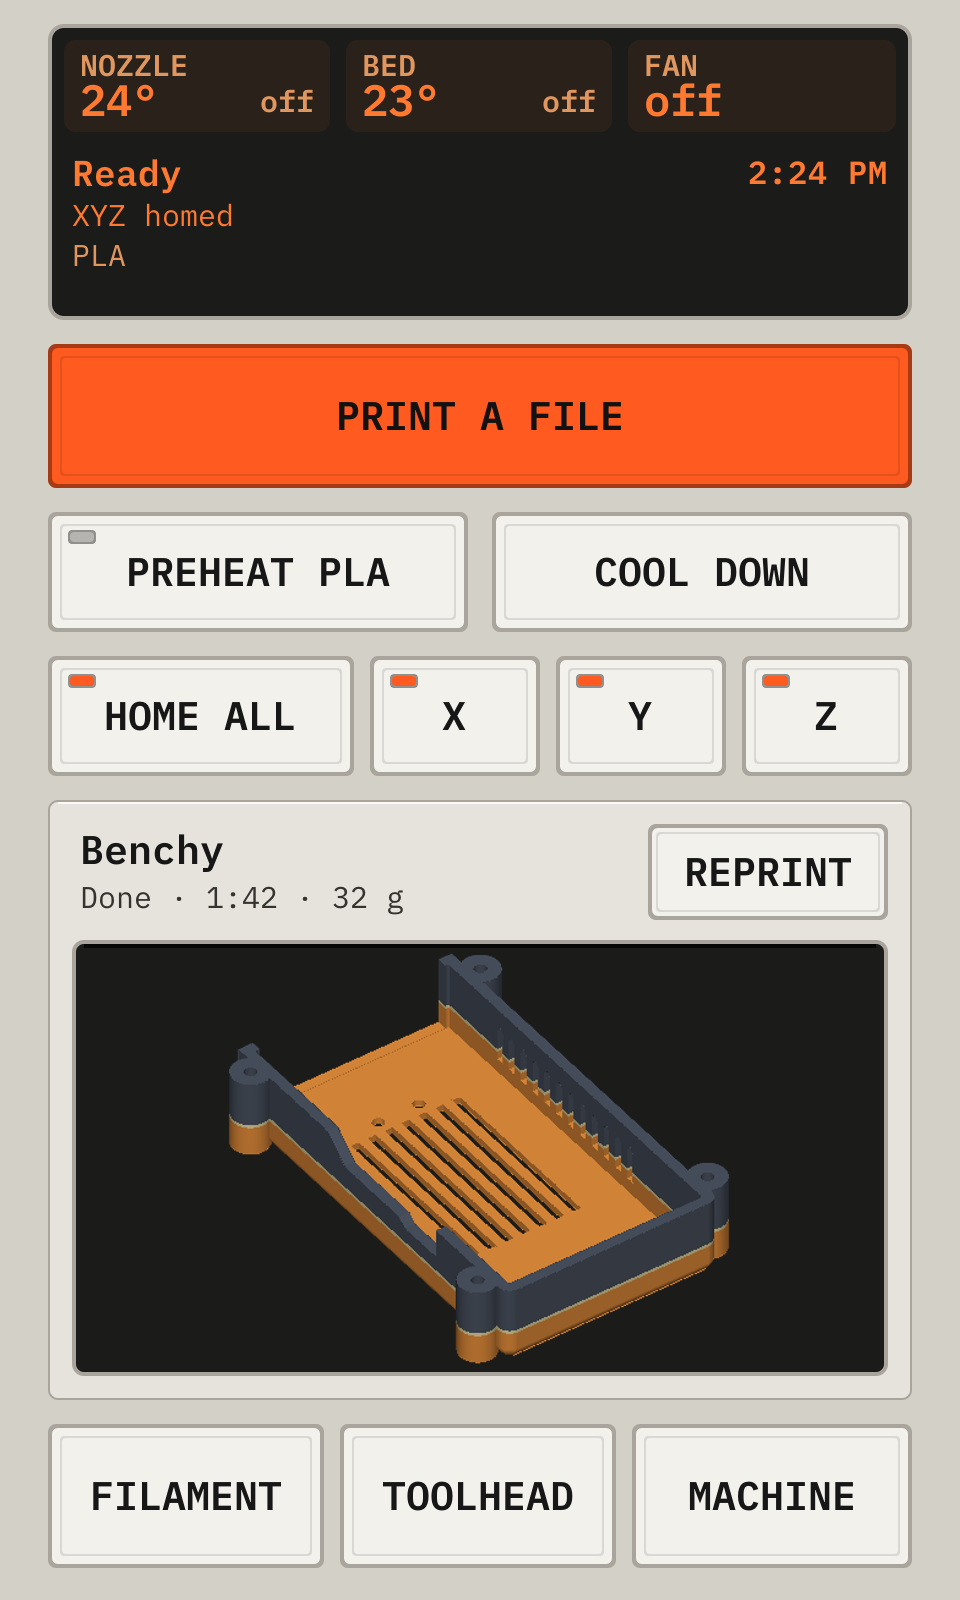 NOZZLE
24° off
BED
23° off
FAN
off
Ready 2:24 PM
XYZ homed
PLA
PRINT A FILE
PREHEAT PLA
COOL DOWN
HOME ALL
X
Y
Z
Benchy
Done · 1:42 · 32 g
REPRINT
FILAMENT
TOOLHEAD
MACHINE